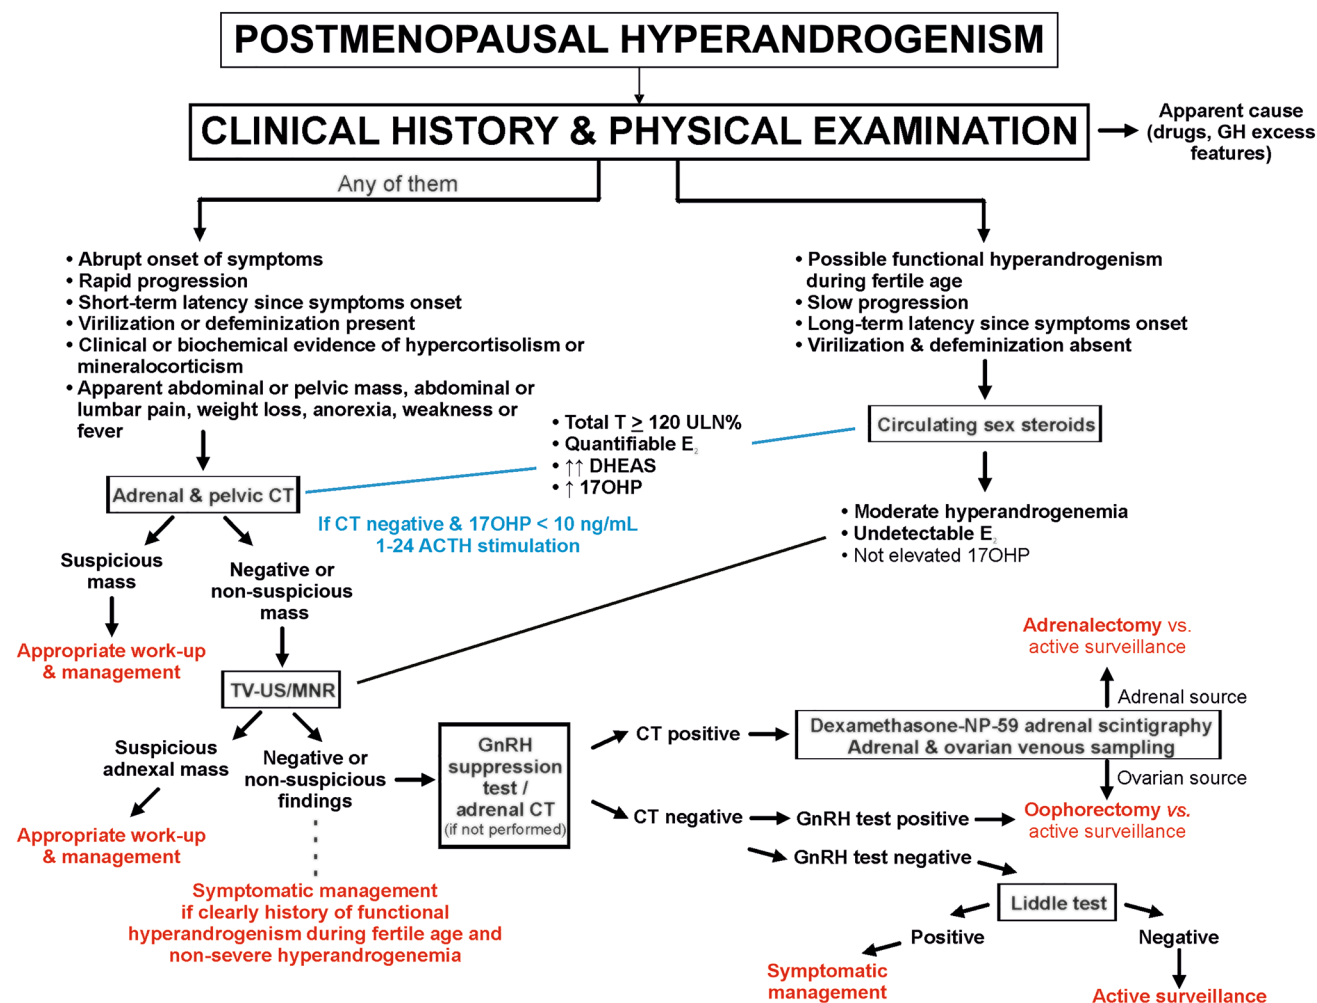 POSTMENOPAUSAL HYPERANDROGENISM
CLINICAL HISTORY & PHYSICAL EXAMINATION
Apparent cause
(drugs, GH excess
features)
Any of them
• Abrupt onset of symptoms
• Rapid progression
• Short-term latency since symptoms onset
• Virilization or defeminization present
• Clinical or biochemical evidence of hypercortisolism or
mineralocorticism
• Apparent abdominal or pelvic mass, abdominal or
lumbar pain, weight loss, anorexia, weakness or
fever
• Possible functional hyperandrogenism
during fertile age
• Slow progression
• Long-term latency since symptoms onset
• Virilization & defeminization absent
• Total T ≥ 120 ULN%
• Quantifiable E₂
• ↑↑ DHEAS
• ↑ 17OHP
Circulating sex steroids
Adrenal & pelvic CT
If CT negative & 17OHP < 10 ng/mL
1-24 ACTH stimulation
• Moderate hyperandrogenemia
• Undetectable E₂
• Not elevated 17OHP
Suspicious
mass
Negative or
non-suspicious
mass
Appropriate work-up
& management
TV-US/MNR
Suspicious
adnexal mass
Negative or
non-suspicious
findings
Appropriate work-up
& management
Symptomatic management
if clearly history of functional
hyperandrogenism during fertile age and
non-severe hyperandrogenemia
GnRH
suppression
test /
adrenal CT
(if not performed)
CT positive
CT negative
Adrenalectomy vs.
active surveillance
Adrenal source
Dexamethasone-NP-59 adrenal scintigraphy
Adrenal & ovarian venous sampling
Ovarian source
GnRH test positive
Oophorectomy vs.
active surveillance
GnRH test negative
Liddle test
Positive
Negative
Symptomatic
management
Active surveillance